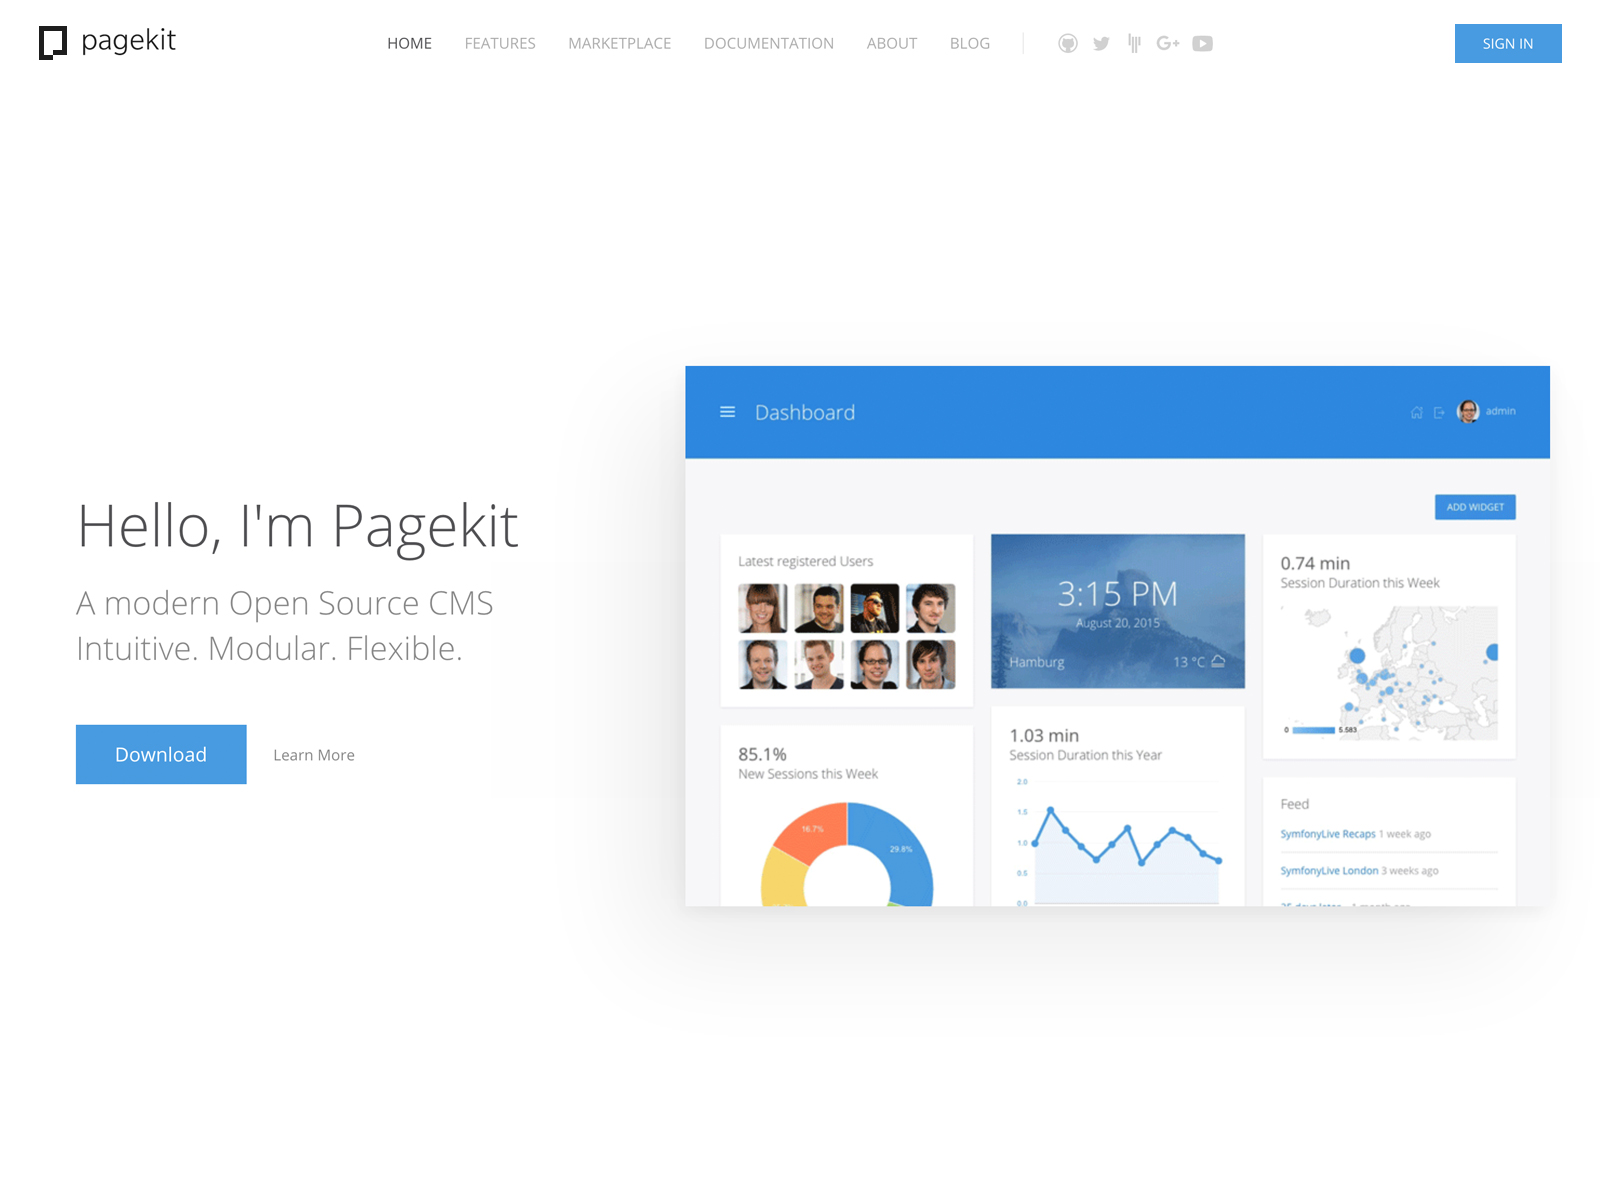 pagekit
HOME FEATURES MARKETPLACE DOCUMENTATION ABOUT BLOG
SIGN IN
Hello, I'm Pagekit
A modern Open Source CMS
Intuitive. Modular. Flexible.
Download
Learn More
Dashboard
admin
ADD WIDGET
Latest registered Users
85.1%
New Sessions this Week
16.7%
29.8%
3:15 PM
August 20, 2015
Hamburg
13 °C
1.03 min
Session Duration this Year
2.0
1.5
1.0
0.5
0.0
0.74 min
Session Duration this Week
0 5.583
Feed
SymfonyLive Recaps 1 week ago
SymfonyLive London 3 weeks ago